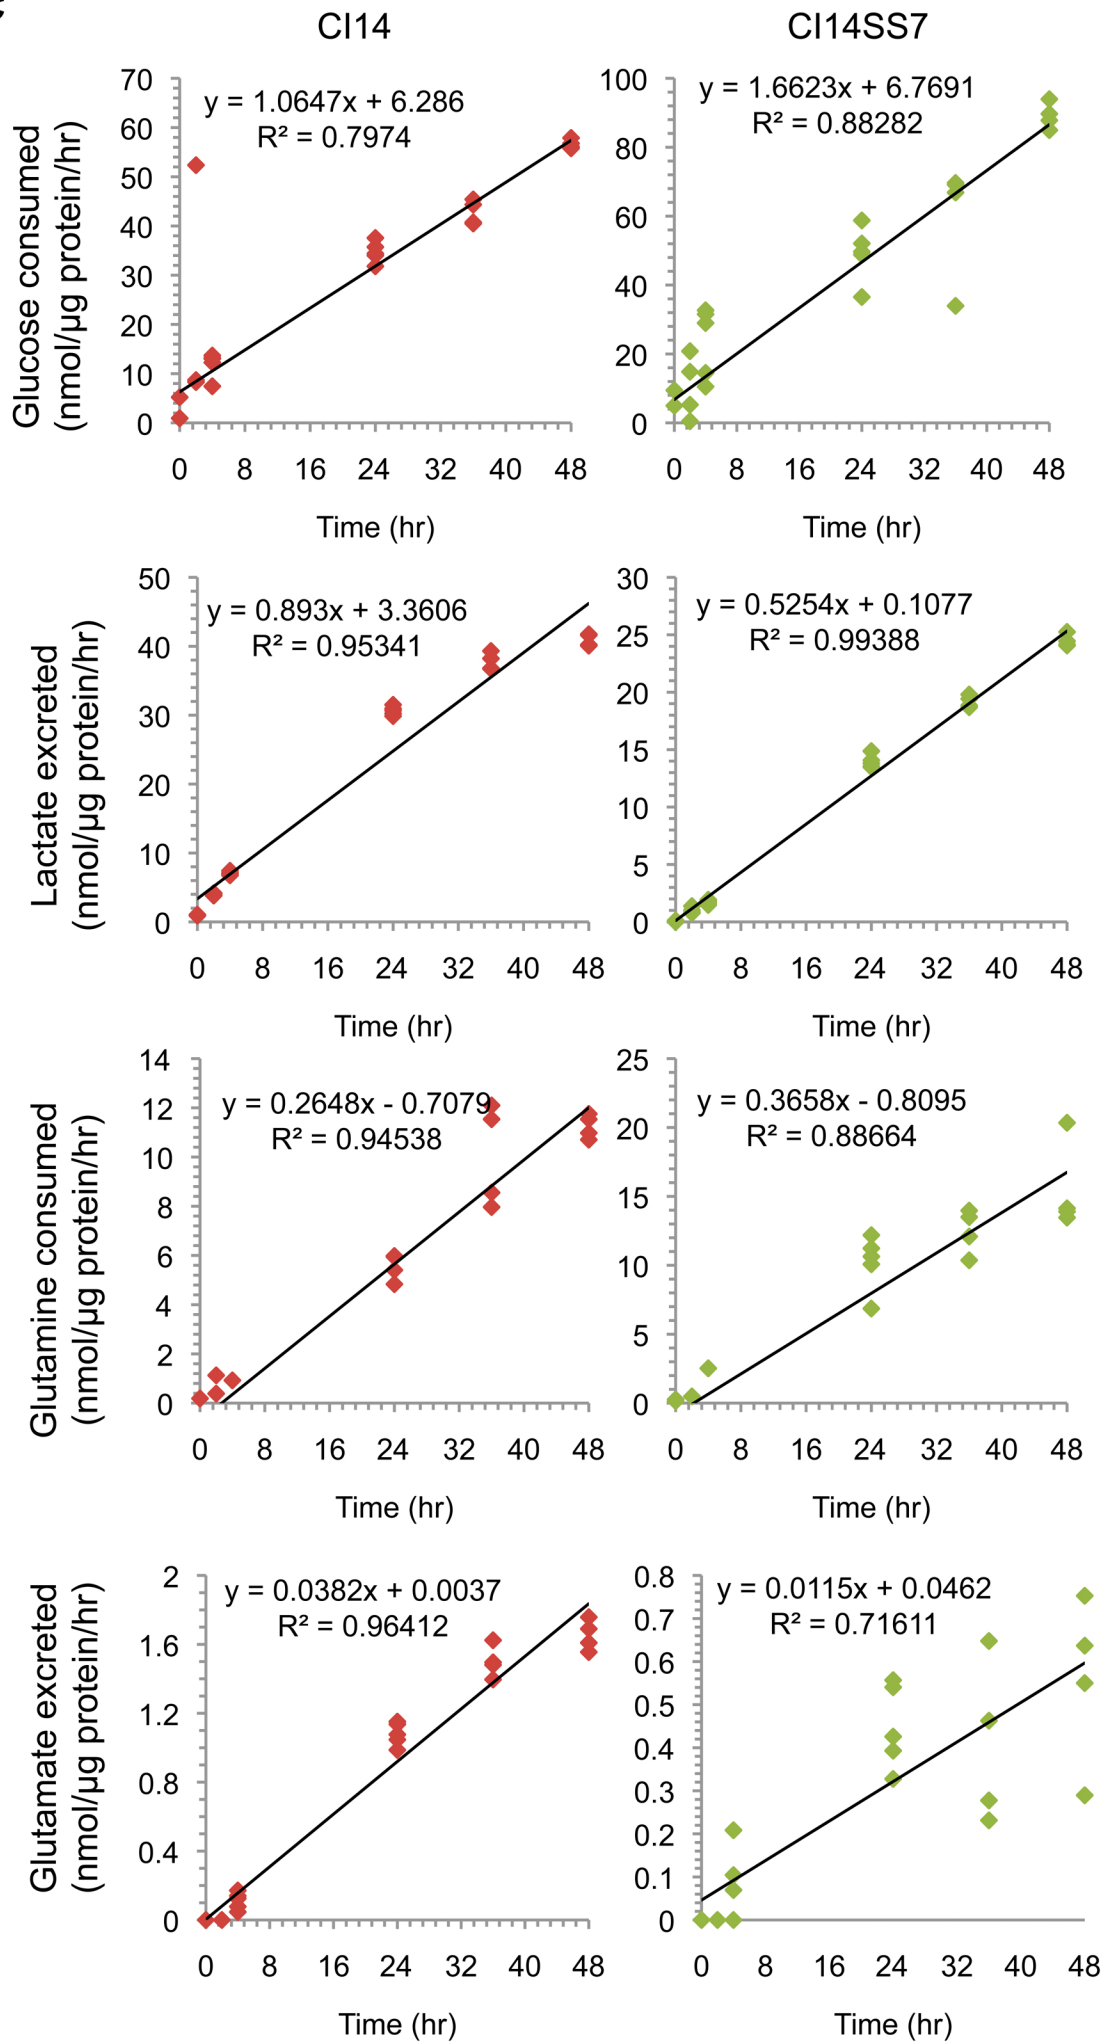 CI14
CI14SS7
Glucose consumed
(nmol/µg protein/hr)
70
60
50
40
30
20
10
0
y = 1.0647x + 6.286
R² = 0.7974
0 8 16 24 32 40 48
Time (hr)
100
80
60
40
20
0
y = 1.6623x + 6.7691
R² = 0.88282
0 8 16 24 32 40 48
Time (hr)
Lactate excreted
(nmol/µg protein/hr)
50
40
30
20
10
0
y = 0.893x + 3.3606
R² = 0.95341
0 8 16 24 32 40 48
Time (hr)
30
25
20
15
10
5
0
y = 0.5254x + 0.1077
R² = 0.99388
0 8 16 24 32 40 48
Time (hr)
Glutamine consumed
(nmol/µg protein/hr)
14
12
10
8
6
4
2
0
y = 0.2648x - 0.7079
R² = 0.94538
0 8 16 24 32 40 48
Time (hr)
25
20
15
10
5
0
y = 0.3658x - 0.8095
R² = 0.88664
0 8 16 24 32 40 48
Time (hr)
Glutamate excreted
(nmol/µg protein/hr)
2
1.6
1.2
0.8
0.4
0
y = 0.0382x + 0.0037
R² = 0.96412
0 8 16 24 32 40 48
Time (hr)
0.8
0.7
0.6
0.5
0.4
0.3
0.2
0.1
0
y = 0.0115x + 0.0462
R² = 0.71611
0 8 16 24 32 40 48
Time (hr)